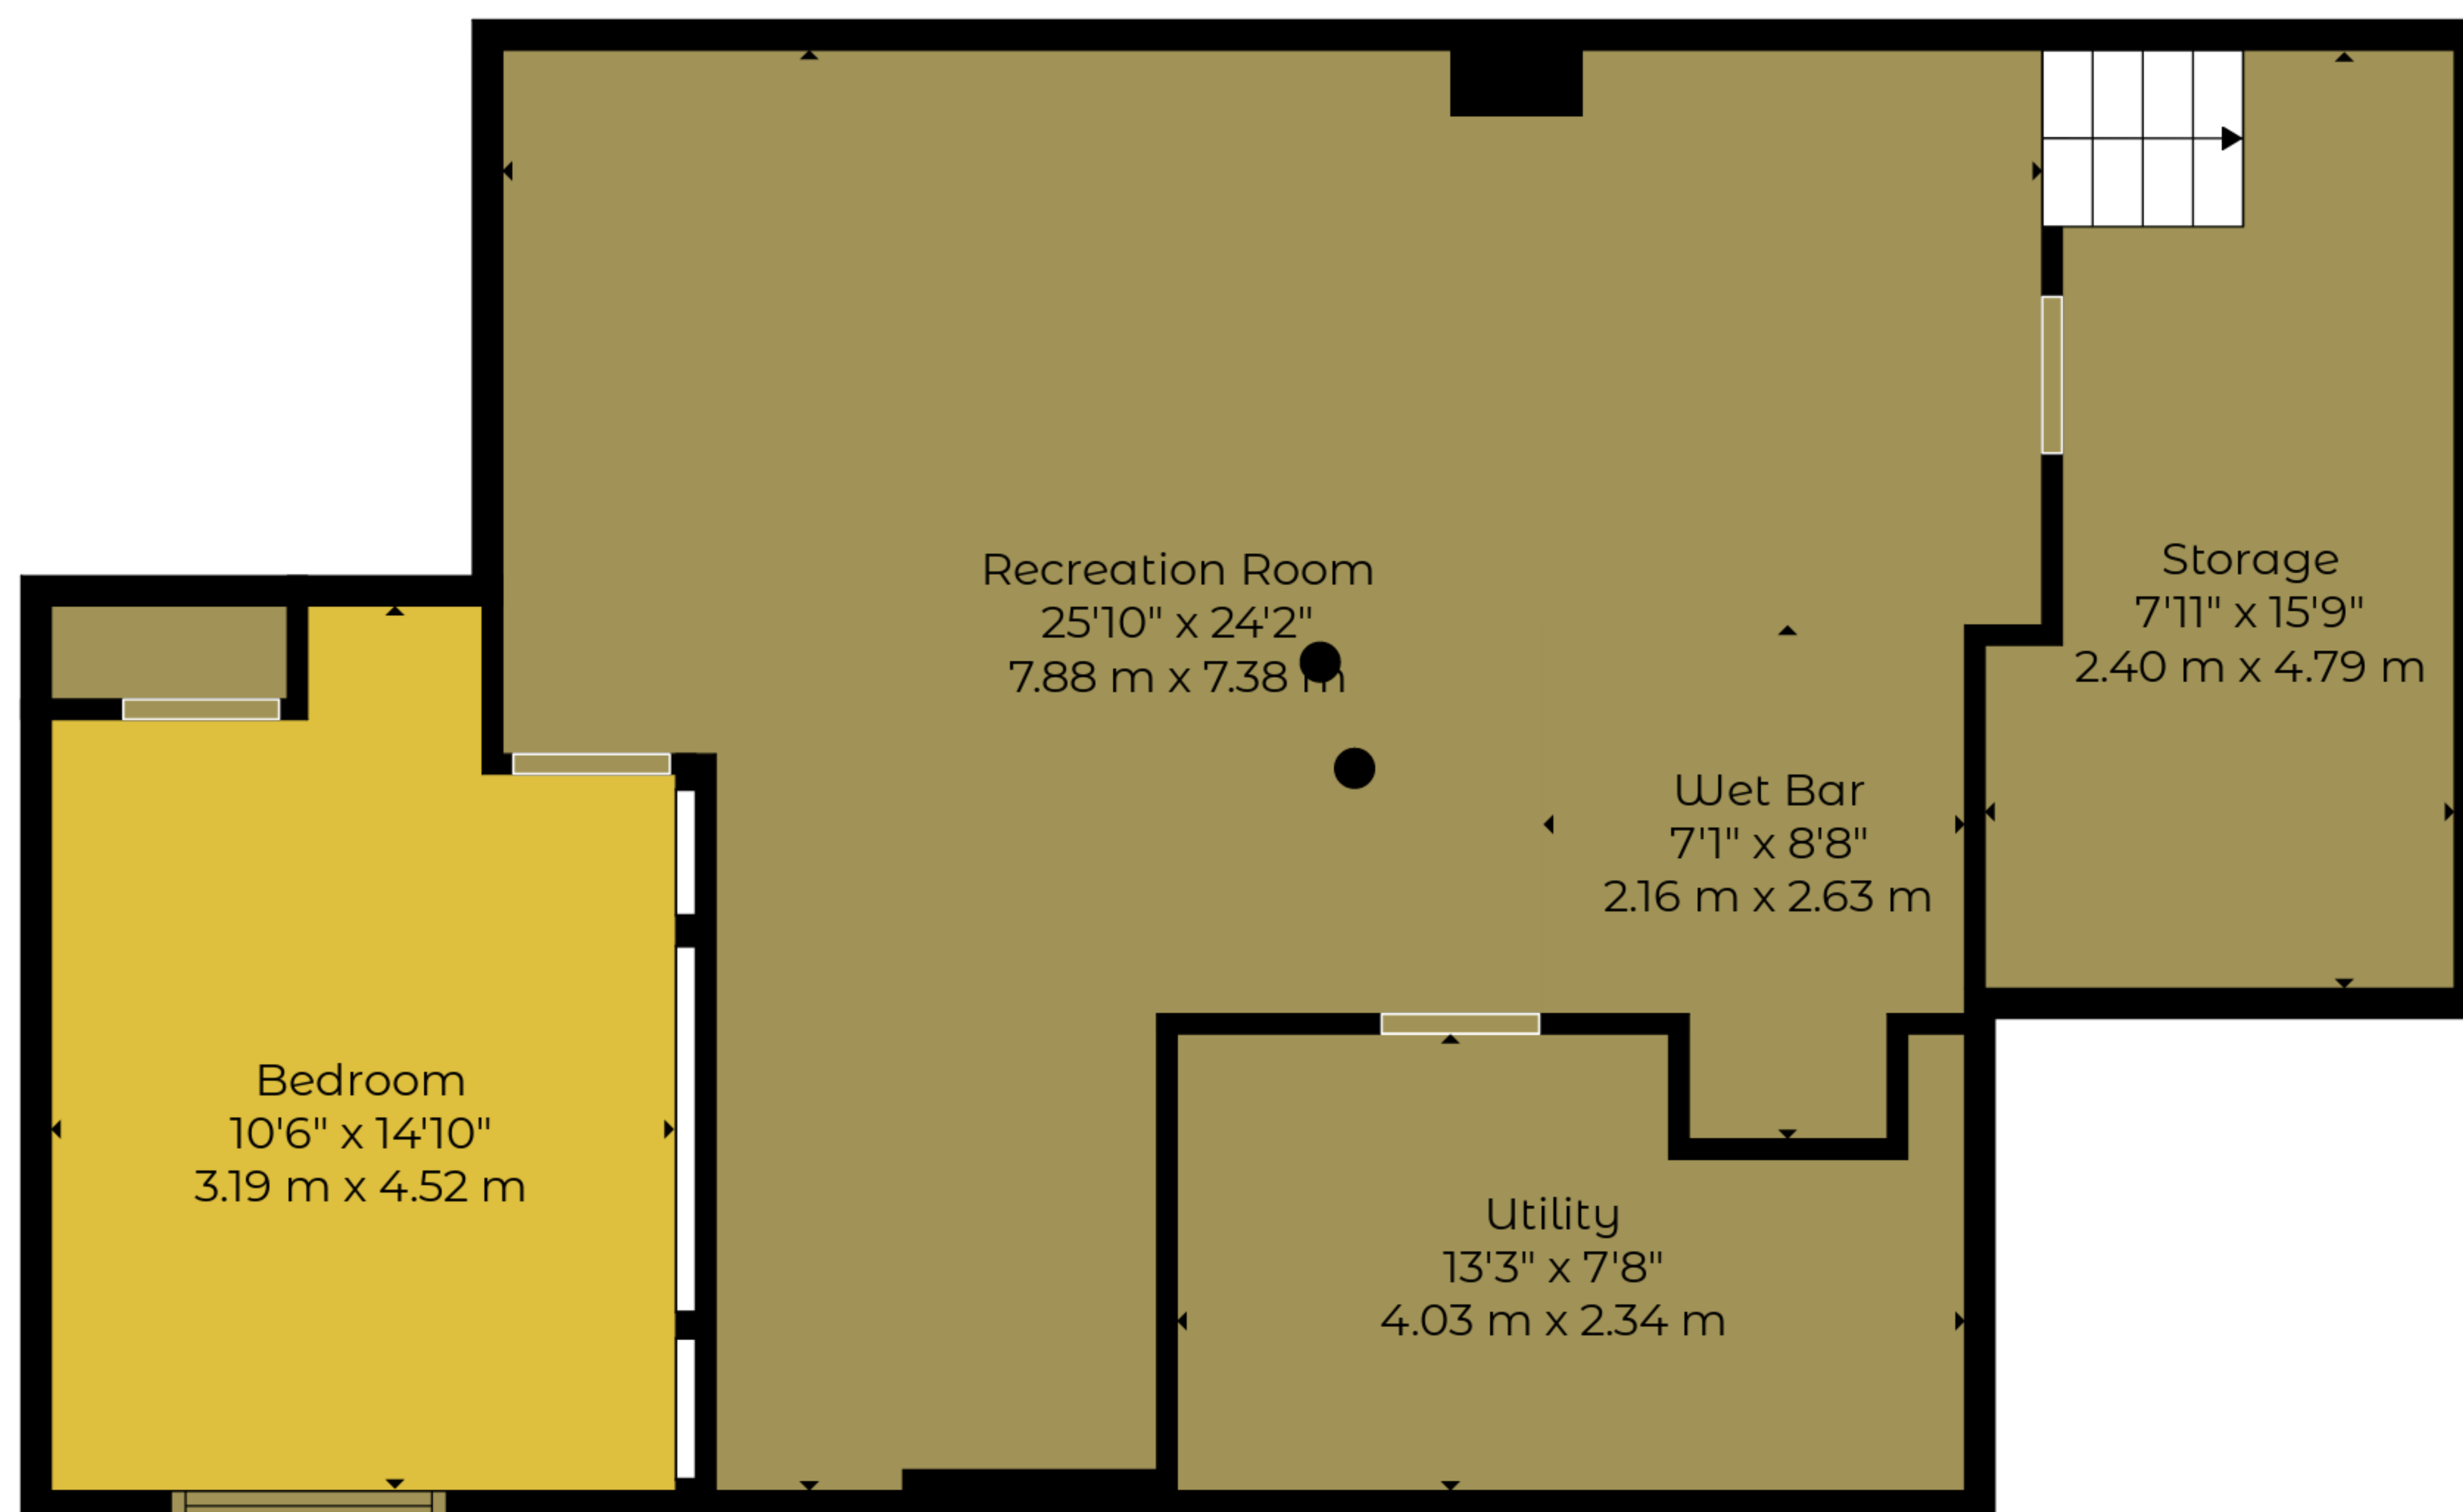 Recreation Room
25'10" x 24'2"
7.88 m x 7.38 m
Storage
7'11" x 15'9"
2.40 m x 4.79 m
Wet Bar
7'1" x 8'8"
2.16 m x 2.63 m
Bedroom
10'6" x 14'10"
3.19 m x 4.52 m
Utility
13'3" x 7'8"
4.03 m x 2.34 m